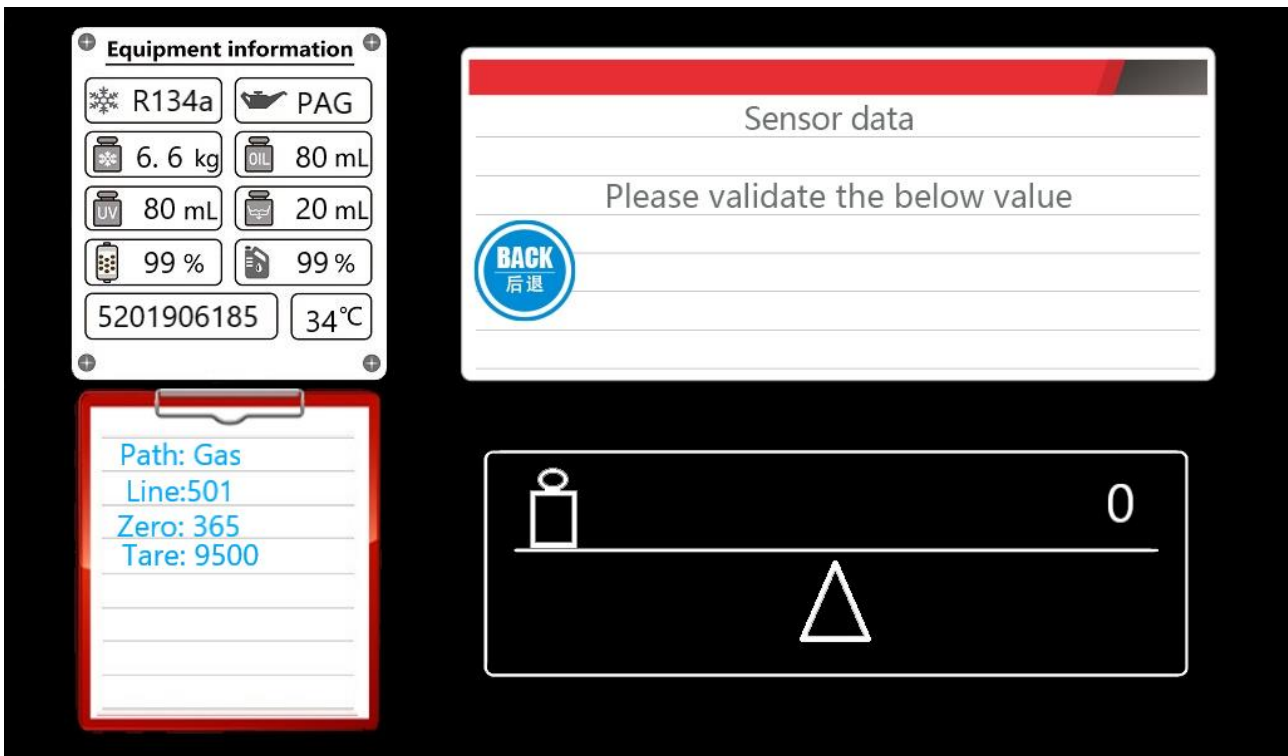 Equipment information
R134a
PAG
6. 6 kg
OIL
80 mL
UV
80 mL
20 mL
99 %
99 %
5201906185
34℃
Sensor data
Please validate the below value
BACK
后退
Path: Gas
Line:501
Zero: 365
Tare: 9500
0